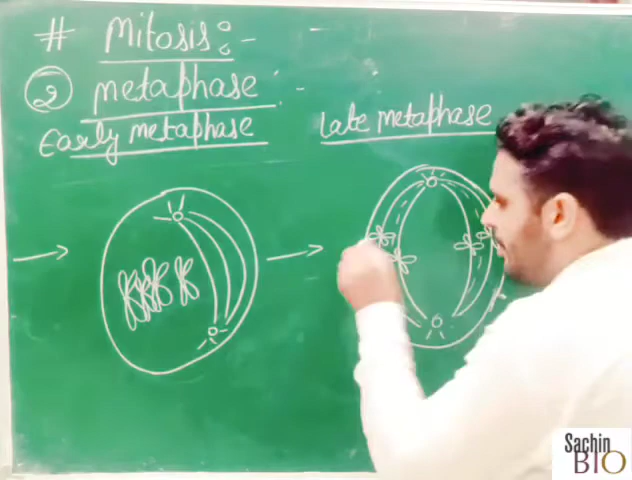 # Mitosis:-
② metaphase :-
Early metaphase
late metaphase
Sachin
BIO